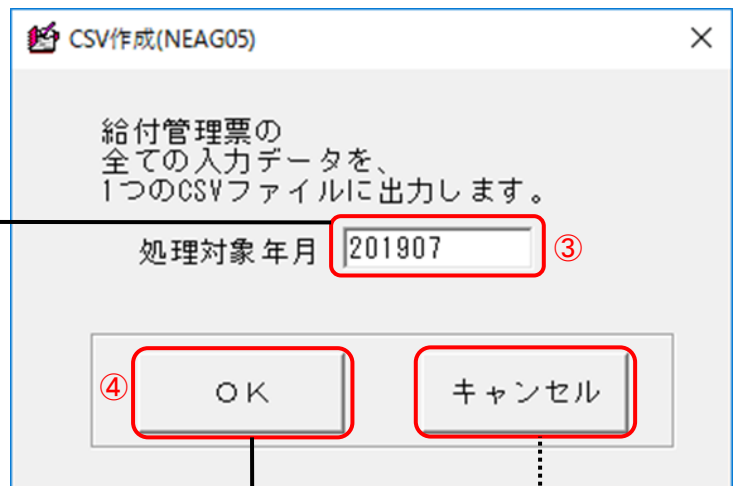 CSV作成(NEAG05)
給付管理票の
全ての入力データを、
1つのCSVファイルに出力します。
処理対象年月 201907 ③
④ OK キャンセル